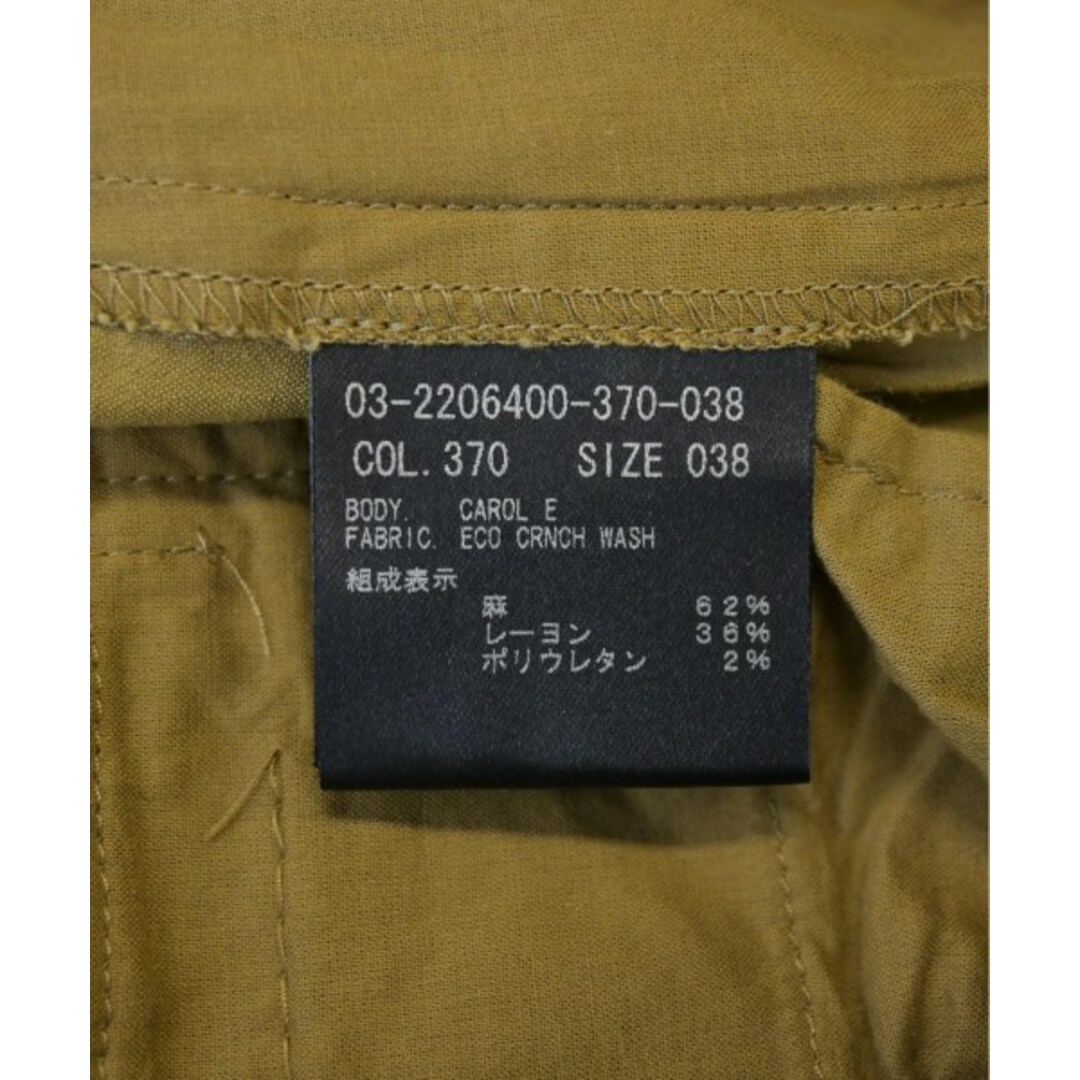 03-2206400-370-038
COL. 370 SIZE 038
BODY. CAROL E
FABRIC. ECO CRNCH WASH
組成表示
麻 62%
レーヨン 36%
ポリウレタン 2%